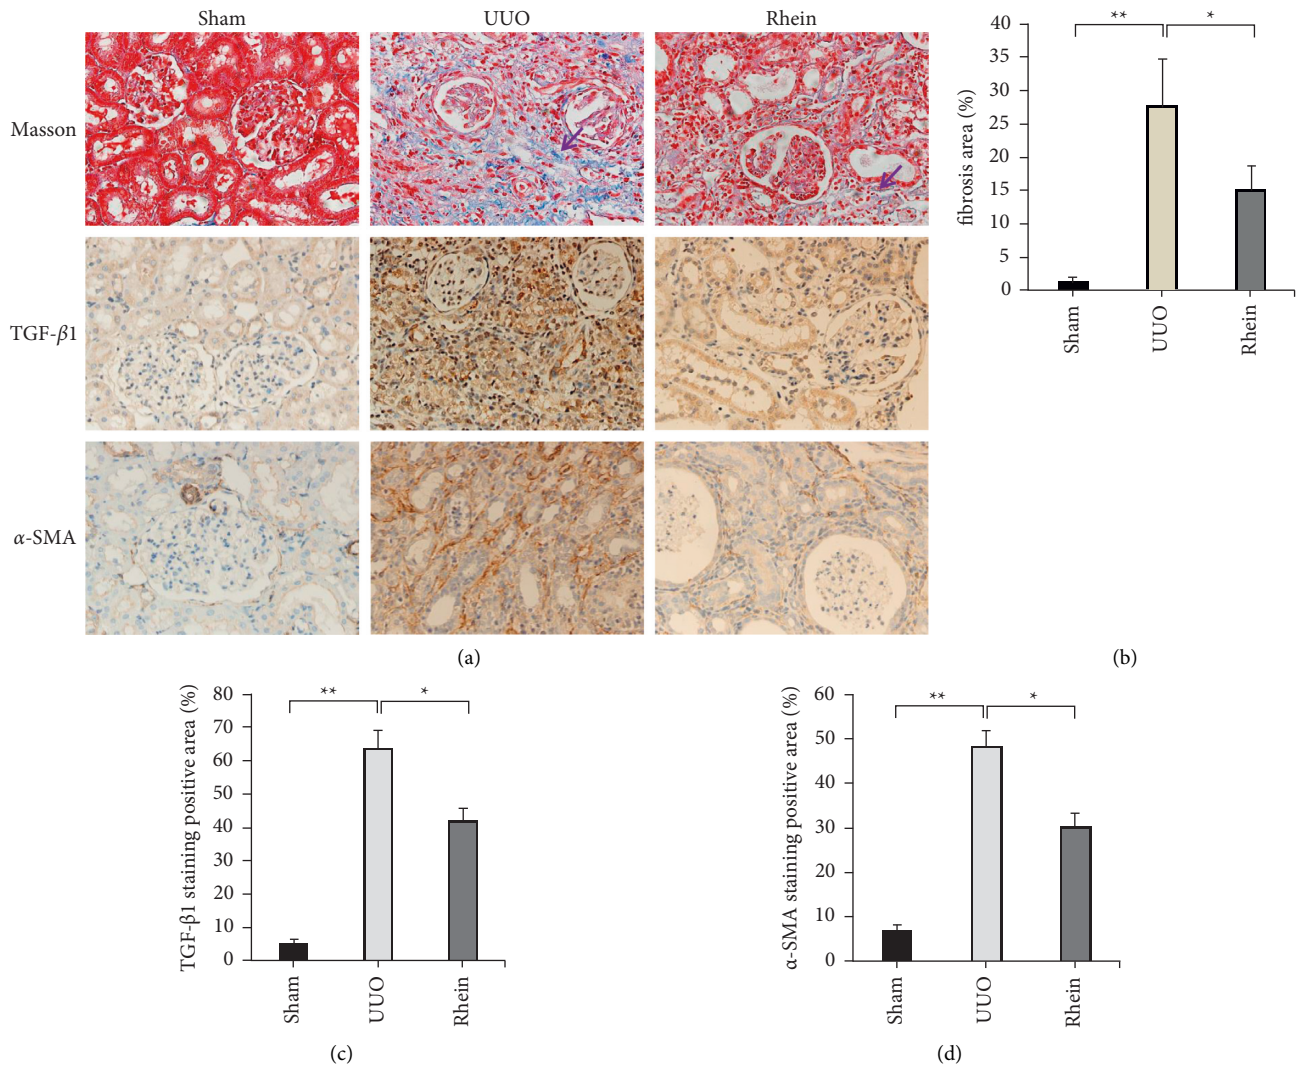 Sham UUO Rhein
Masson
TGF-β1
α-SMA
(a)
fibrosis area (%)
40
35
30
25
20
15
10
5
0
** *
Sham UUO Rhein
(b)
TGF-β1 staining positive area (%)
80
70
60
50
40
30
20
10
0
** *
Sham UUO Rhein
(c)
α-SMA staining positive area (%)
60
50
40
30
20
10
0
** *
Sham UUO Rhein
(d)